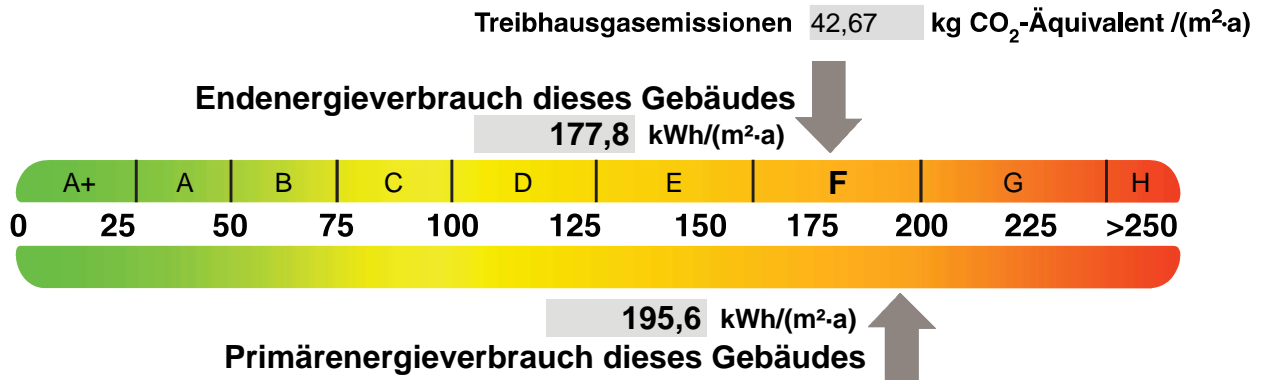 Treibhausgasemissionen 42,67 kg CO₂-Äquivalent /(m²·a)
Endenergieverbrauch dieses Gebäudes
177,8 kWh/(m²·a)
A+ A B C D E F G H
0 25 50 75 100 125 150 175 200 225 >250
195,6 kWh/(m²·a)
Primärenergieverbrauch dieses Gebäudes